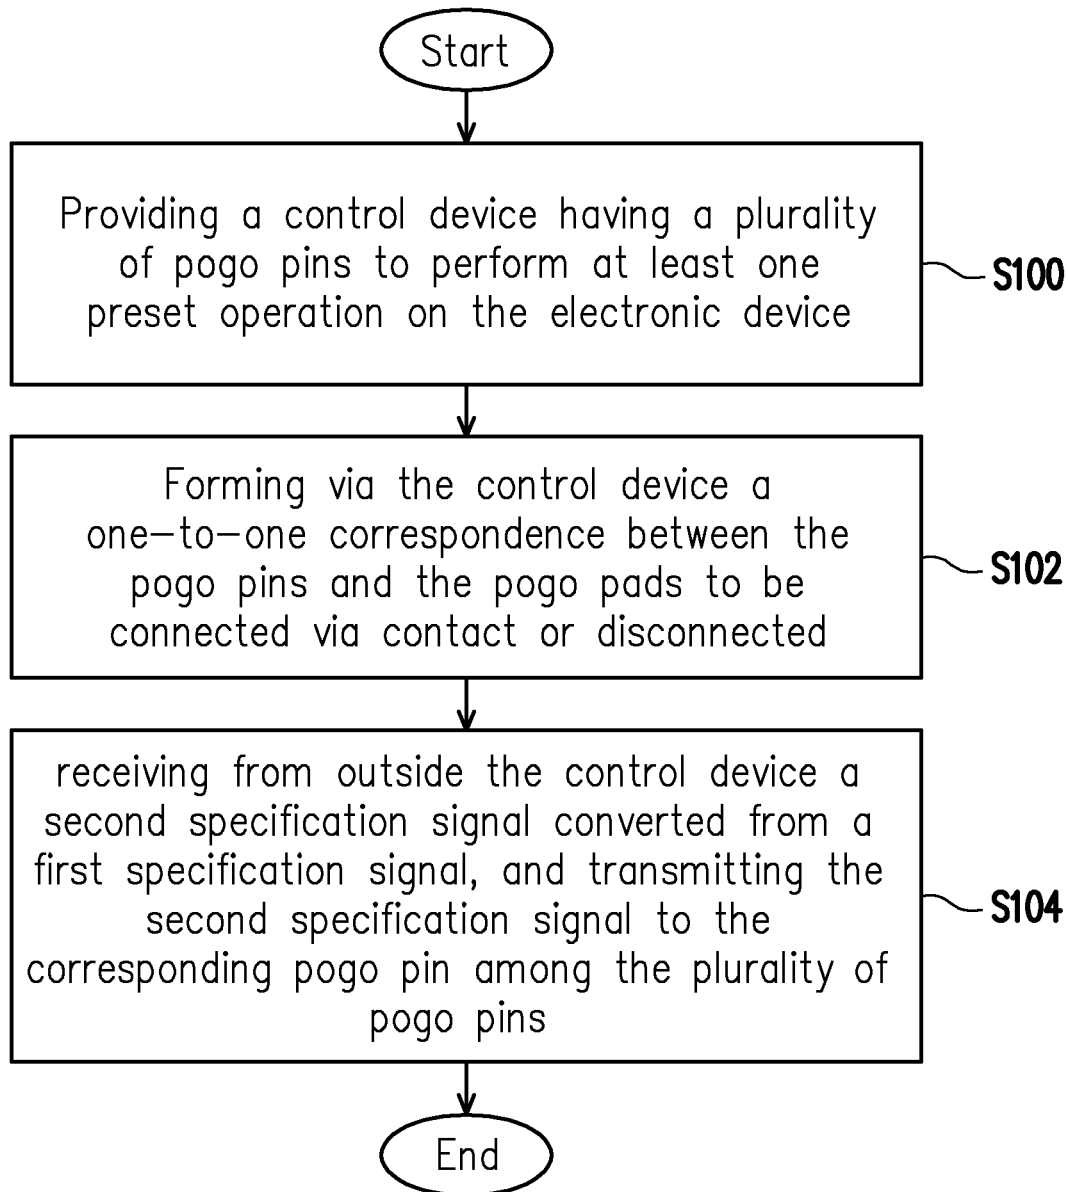 Start
Providing a control device having a plurality
of pogo pins to perform at least one
preset operation on the electronic device
S100
Forming via the control device a
one-to-one correspondence between the
pogo pins and the pogo pads to be
connected via contact or disconnected
S102
receiving from outside the control device a
second specification signal converted from a
first specification signal, and transmitting the
second specification signal to the
corresponding pogo pin among the plurality of
pogo pins
S104
End